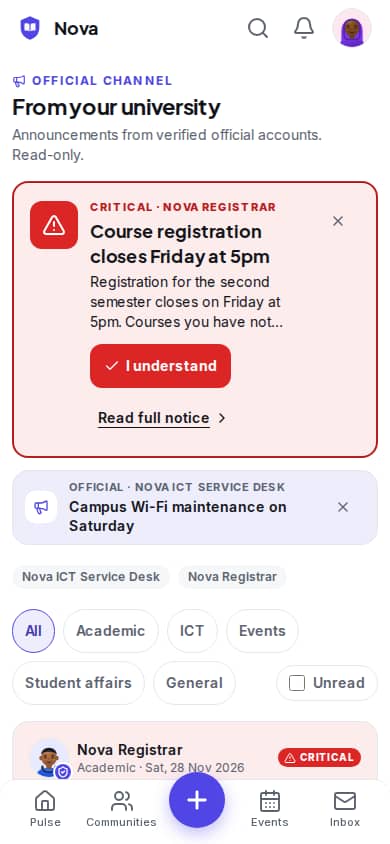 Nova
OFFICIAL CHANNEL
From your university
Announcements from verified official accounts.
Read-only.
CRITICAL · NOVA REGISTRAR
Course registration
closes Friday at 5pm
Registration for the second
semester closes on Friday at
5pm. Courses you have not...
I understand
Read full notice
OFFICIAL · NOVA ICT SERVICE DESK
Campus Wi-Fi maintenance on
Saturday
Nova ICT Service Desk
Nova Registrar
All
Academic
ICT
Events
Student affairs
General
Unread
Nova Registrar
CRITICAL
Academic · Sat, 28 Nov 2026
Pulse
Communities
Events
Inbox